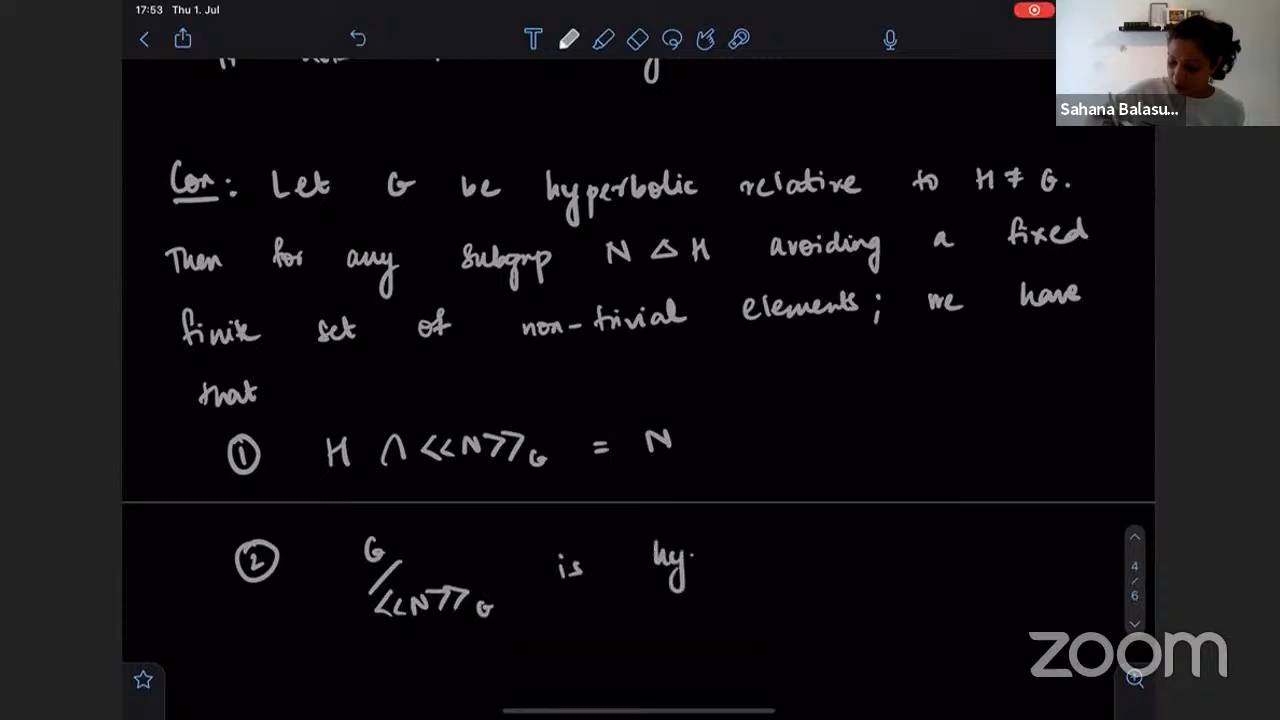 17:53 Thu 1. Jul
Sahana Balasu...
Cor: Let G be hyperbolic relative to H ≠ G.
Then for any subgrp N ⊲ H avoiding a fixed
finite set of non-trivial elements; we have
that
① H ∩ <<N>>G = N
② G/<<N>>G is hy.
4/6
zoom